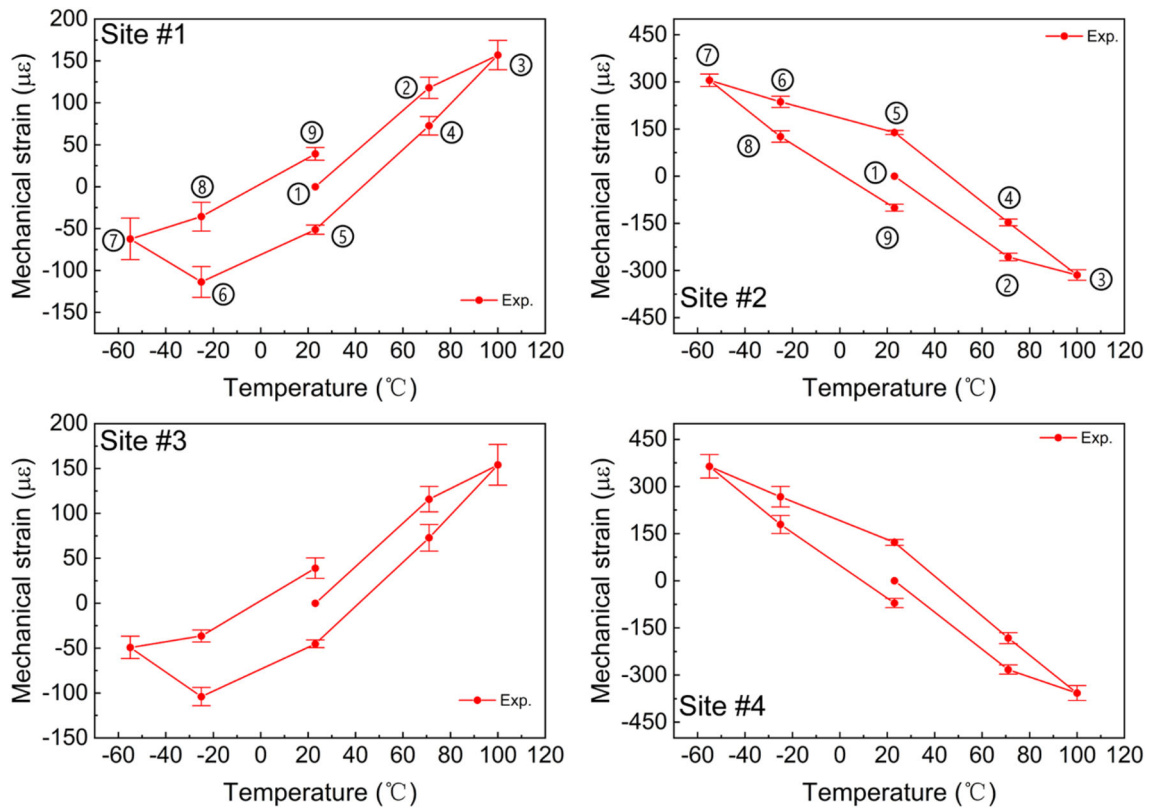 Site #1
Mechanical strain (με)
200
150
100
50
0
-50
-100
-150
① ② ③ ④ ⑤ ⑥ ⑦ ⑧ ⑨
Exp.
-60 -40 -20 0 20 40 60 80 100 120
Temperature (℃)
Site #2
Mechanical strain (με)
450
300
150
0
-150
-300
-450
① ② ③ ④ ⑤ ⑥ ⑦ ⑧ ⑨
Exp.
-60 -40 -20 0 20 40 60 80 100 120
Temperature (℃)
Site #3
Mechanical strain (με)
200
150
100
50
0
-50
-100
-150
Exp.
-60 -40 -20 0 20 40 60 80 100 120
Temperature (℃)
Site #4
Mechanical strain (με)
450
300
150
0
-150
-300
-450
Exp.
-60 -40 -20 0 20 40 60 80 100 120
Temperature (℃)